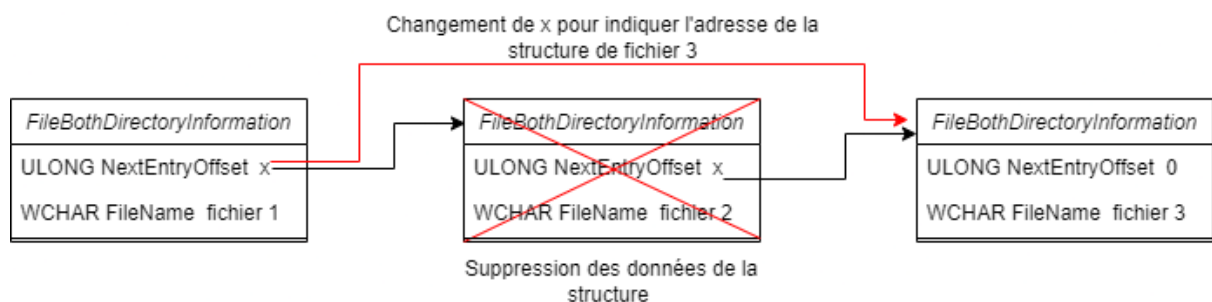 Changement de x pour indiquer l'adresse de la
structure de fichier 3
FileBothDirectoryInformation
ULONG NextEntryOffset x
WCHAR FileName fichier 1
FileBothDirectoryInformation
ULONG NextEntryOffset x
WCHAR FileName fichier 2
FileBothDirectoryInformation
ULONG NextEntryOffset 0
WCHAR FileName fichier 3
Suppression des données de la
structure